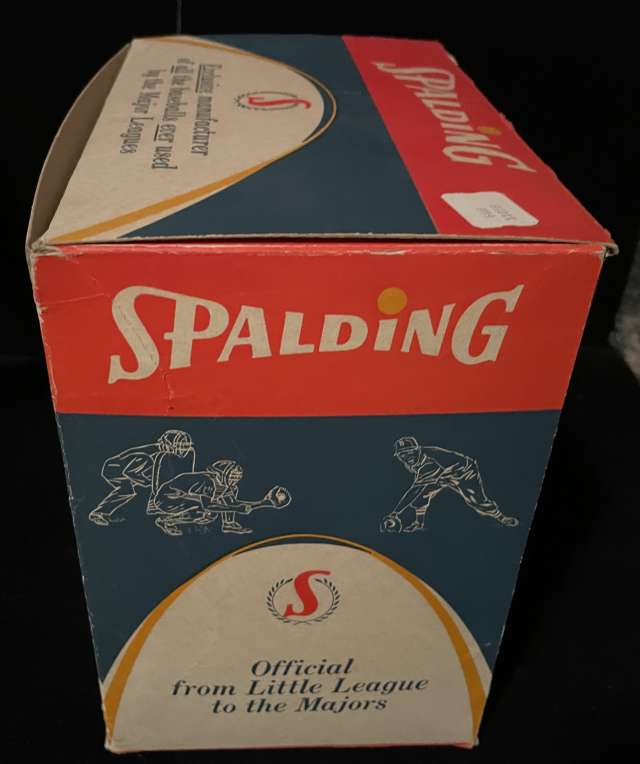 Exclusive manufacturer
of all the baseballs ever used
by the Major Leagues
S
SPALDING
SPALDiNG
S
Official
from Little League
to the Majors